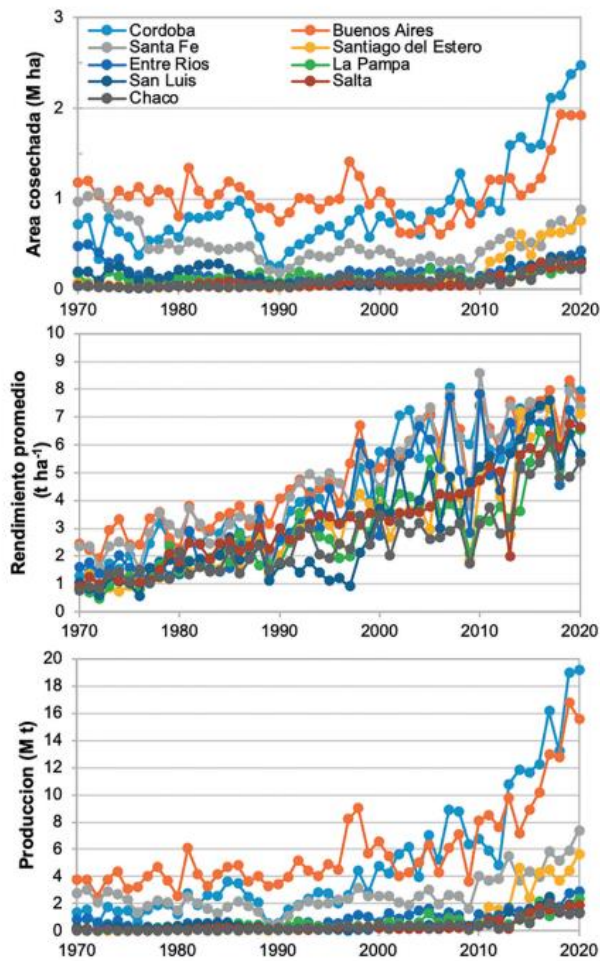 3
Cordoba Buenos Aires
Santa Fe Santiago del Estero
Entre Rios La Pampa
San Luis Salta
Chaco
2
1
0
Area cosechada (M ha)
1970 1980 1990 2000 2010 2020
10
9
8
7
6
5
4
3
2
1
0
Rendimiento promedio
(t ha⁻¹)
1970 1980 1990 2000 2010 2020
20
18
16
14
12
10
8
6
4
2
0
Produccion (M t)
1970 1980 1990 2000 2010 2020